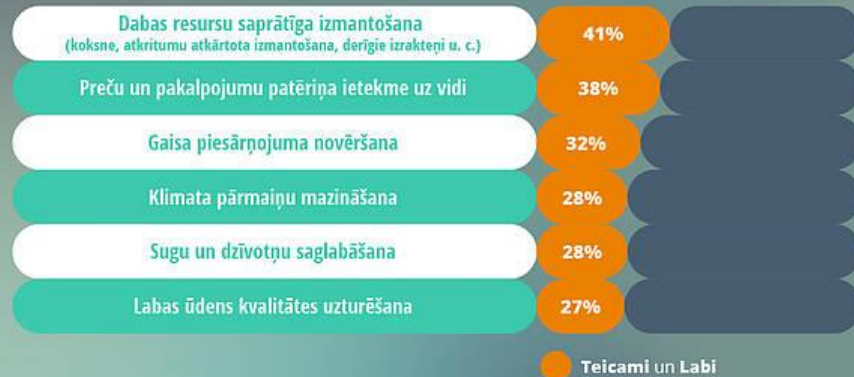 Dabas resursu saprātīga izmantošana
(koksne, atkritumu atkārtota izmantošana, derīgie izrakteņi u. c.)
41%
Preču un pakalpojumu patēriņa ietekme uz vidi
38%
Gaisa piesārņojuma novēršana
32%
Klimata pārmaiņu mazināšana
28%
Sugu un dzīvotņu saglabāšana
28%
Labas ūdens kvalitātes uzturēšana
27%
Teicami un Labi